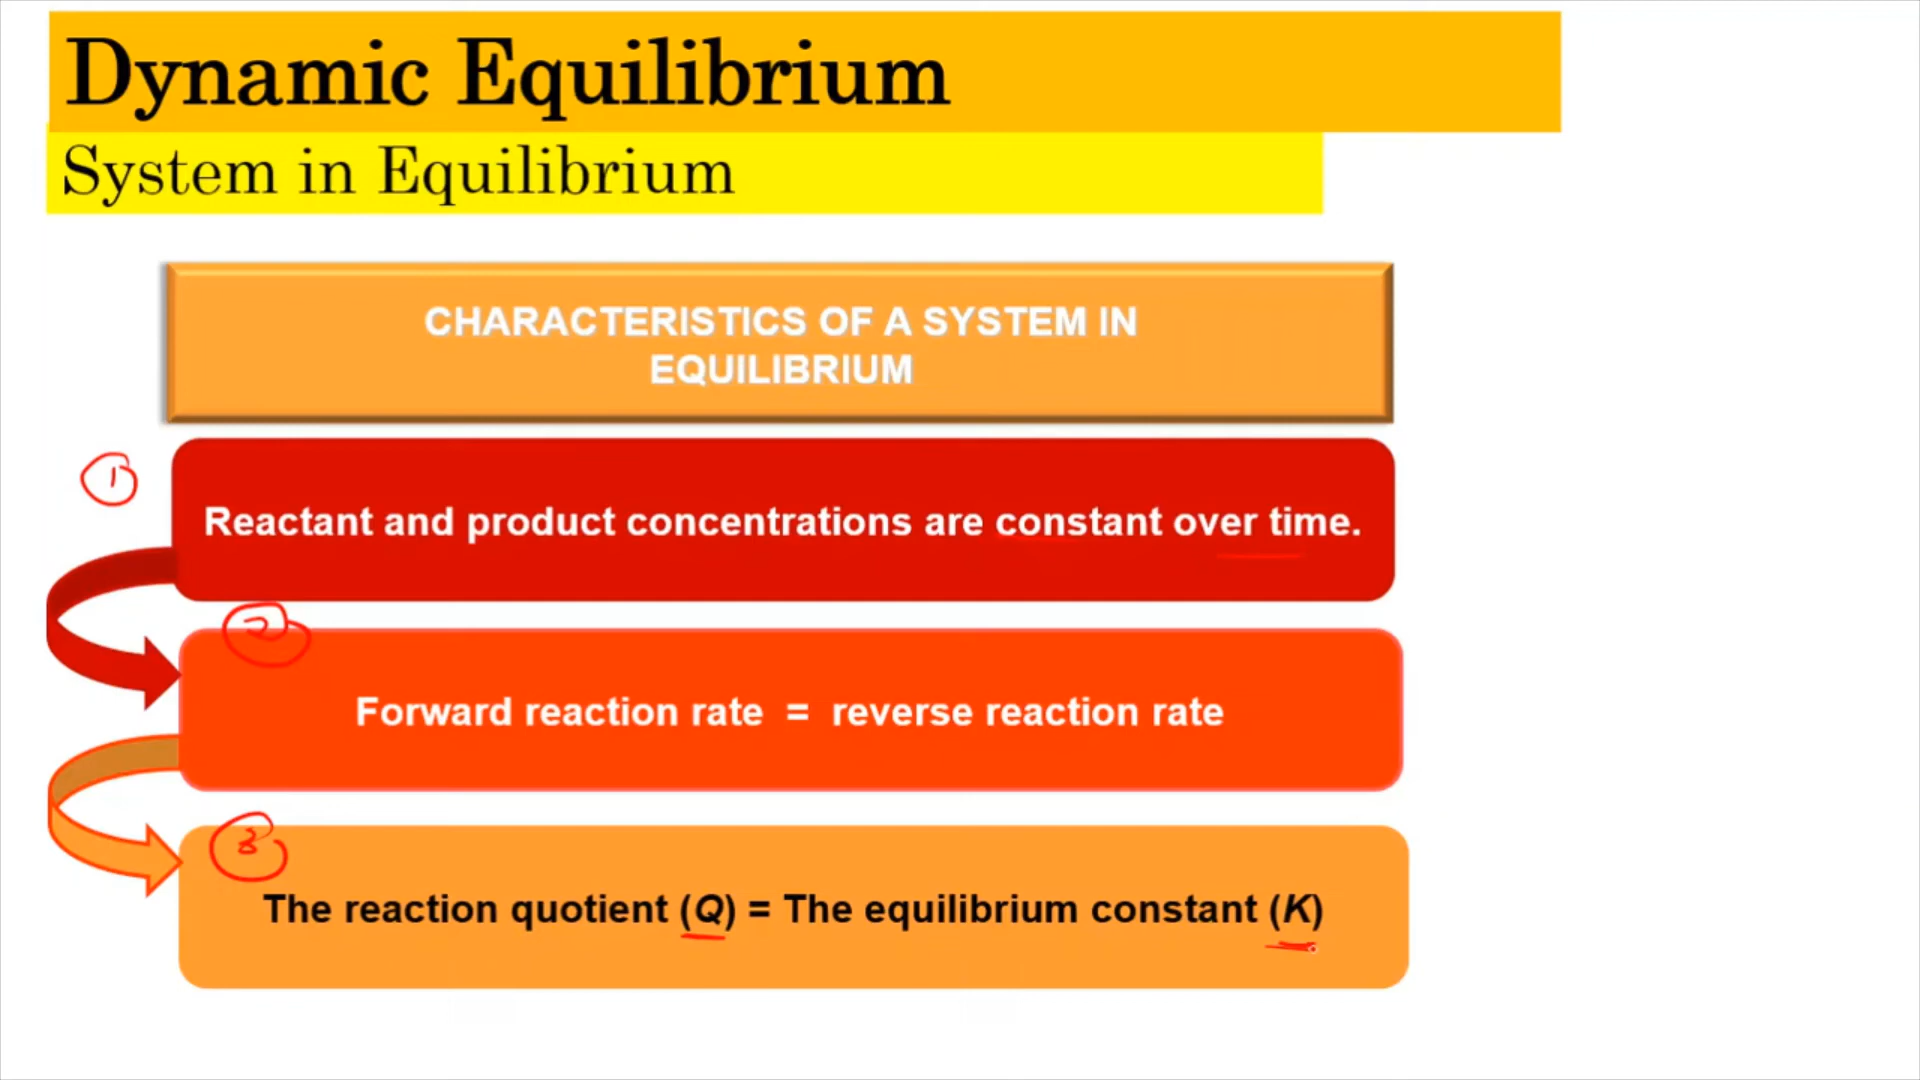 Dynamic Equilibrium
System in Equilibrium
CHARACTERISTICS OF A SYSTEM IN
EQUILIBRIUM
1
Reactant and product concentrations are constant over time.
2
Forward reaction rate = reverse reaction rate
3
The reaction quotient (Q) = The equilibrium constant (K)